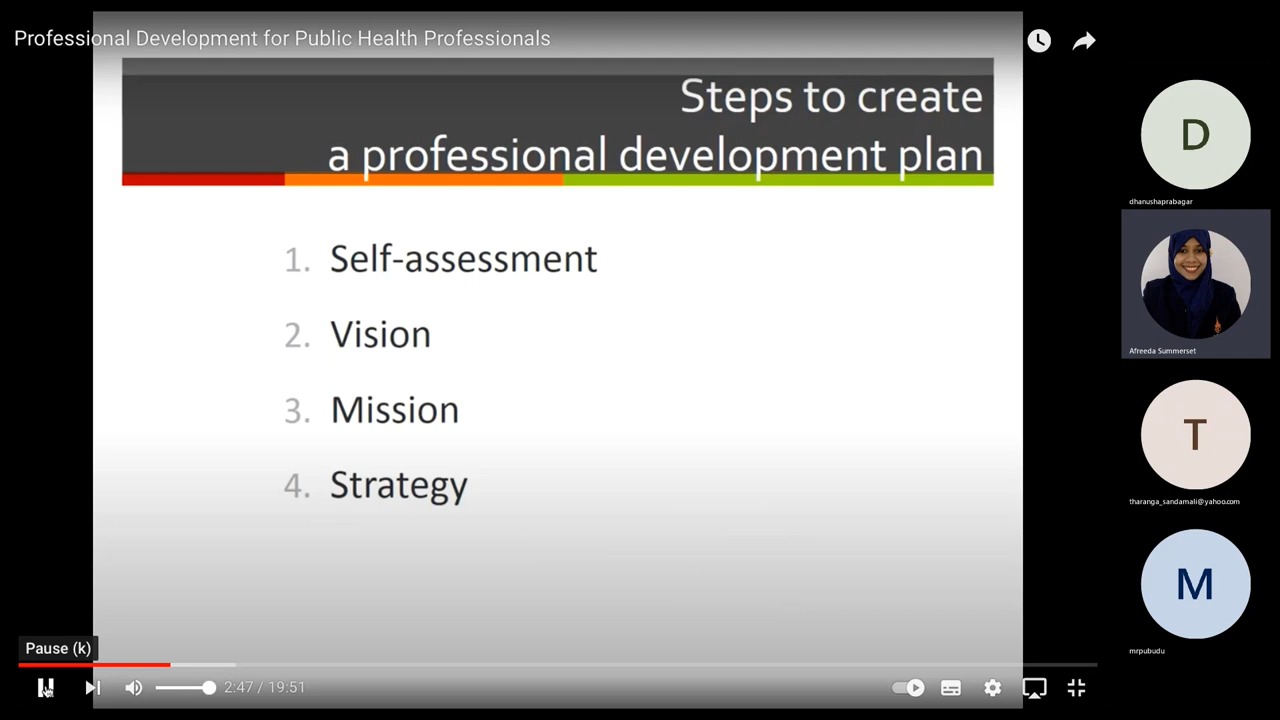 Professional Development for Public Health Professionals
Steps to create
a professional development plan
1. Self-assessment
2. Vision
3. Mission
4. Strategy
Pause (k)
2:47 / 19:51
D
dhanushaprabagar
Afreeda Summerset
T
tharanga_sandamali@yahoo.com
M
mrpubudu